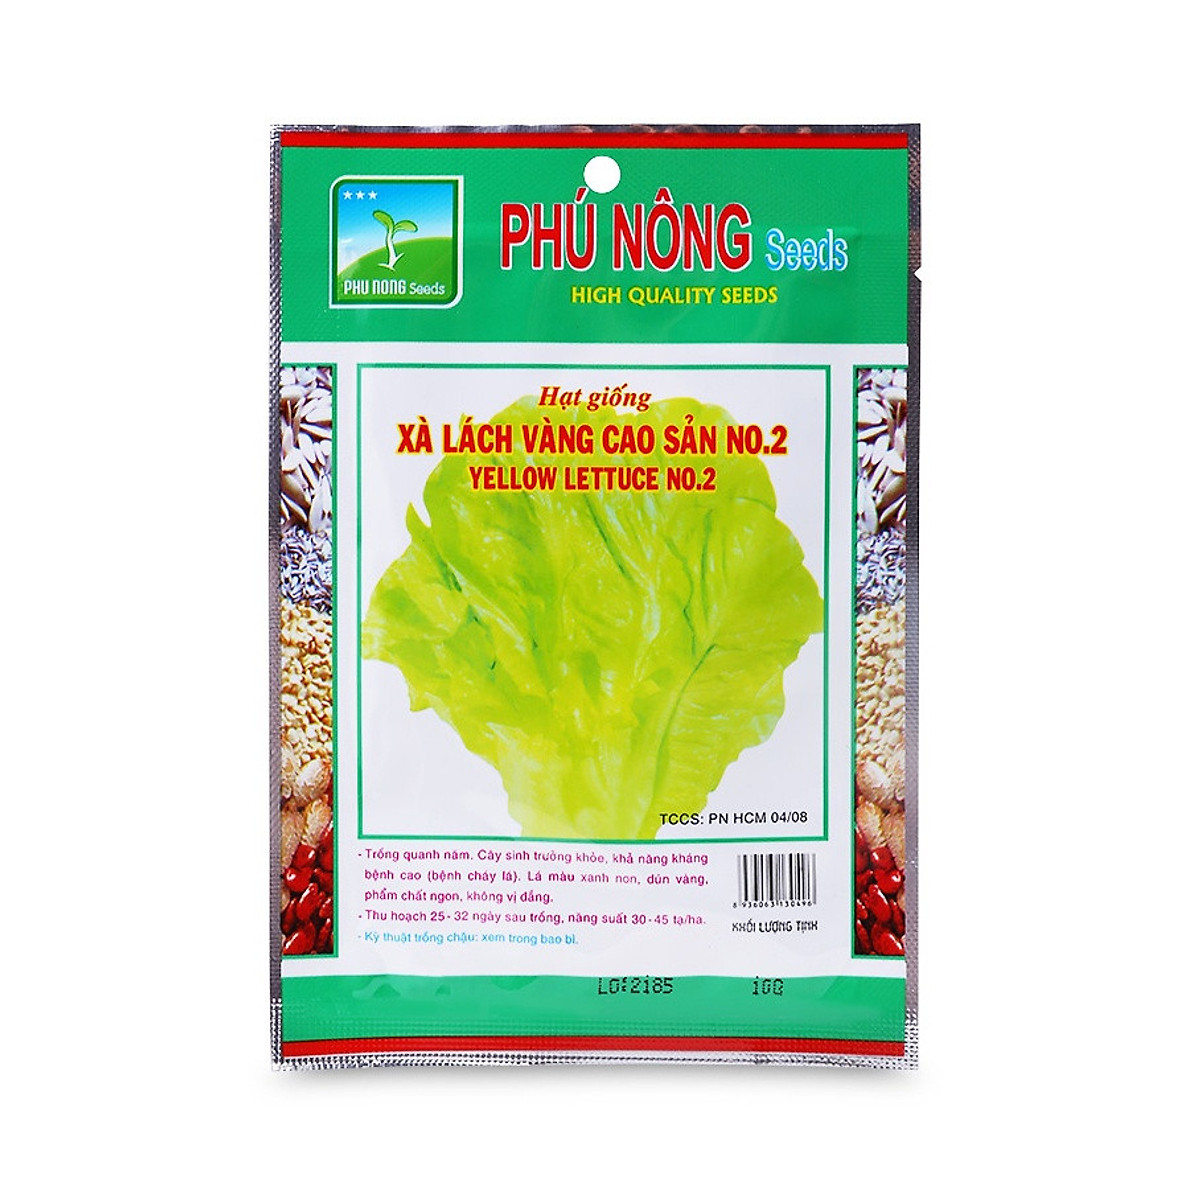 PHU NONG Seeds
PHÚ NÔNG Seeds
HIGH QUALITY SEEDS
Hạt giống
XÀ LÁCH VÀNG CAO SẢN NO.2
YELLOW LETTUCE NO.2
TCCS: PN HCM 04/08
- Trồng quanh năm. Cây sinh trưởng khỏe, khả năng kháng
bệnh cao (bệnh cháy lá). Lá màu xanh non, dún vàng,
phẩm chất ngon, không vị đắng.
- Thu hoạch 25 - 32 ngày sau trồng, năng suất 30 - 45 tạ/ha.
- Kỹ thuật trồng chậu: xem trong bao bì.
8 936063 130496
KHỐI LƯỢNG TỊNH
LO:2185 10G